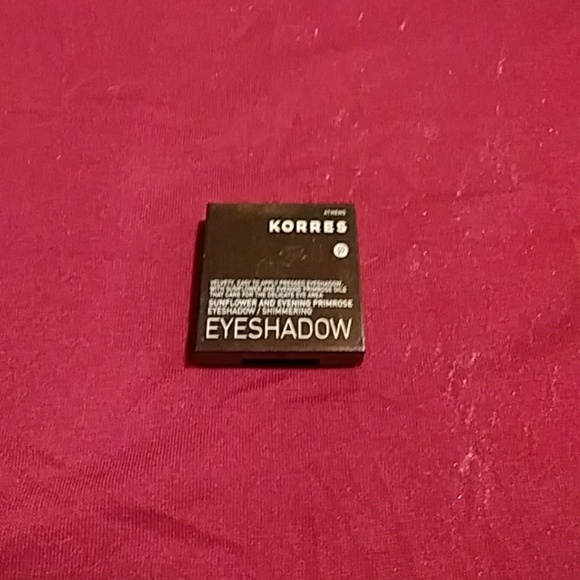 ATHENS
KORRES
VELVETY, EASY TO APPLY PRESSED EYESHADOW
WITH SUNFLOWER AND EVENING PRIMROSE OILS
THAT CARE FOR THE DELICATE EYE AREA
SUNFLOWER AND EVENING PRIMROSE
EYESHADOW / SHIMMERING
EYESHADOW